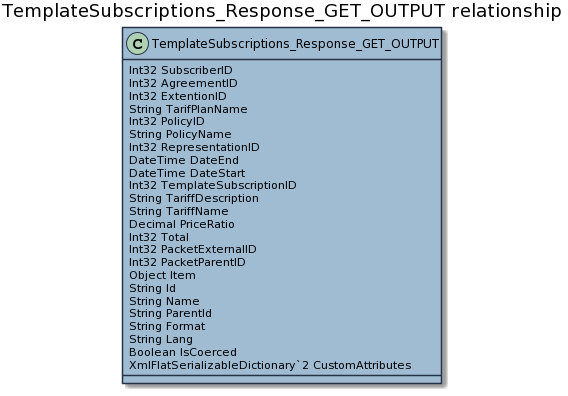 TemplateSubscriptions_Response_GET_OUTPUT relationship
C TemplateSubscriptions_Response_GET_OUTPUT
Int32 SubscriberID
Int32 AgreementID
Int32 ExtentionID
String TarifPlanName
Int32 PolicyID
String PolicyName
Int32 RepresentationID
DateTime DateEnd
DateTime DateStart
Int32 TemplateSubscriptionID
String TariffDescription
String TariffName
Decimal PriceRatio
Int32 Total
Int32 PacketExternalID
Int32 PacketParentID
Object Item
String Id
String Name
String ParentId
String Format
String Lang
Boolean IsCoerced
XmlFlatSerializableDictionary`2 CustomAttributes